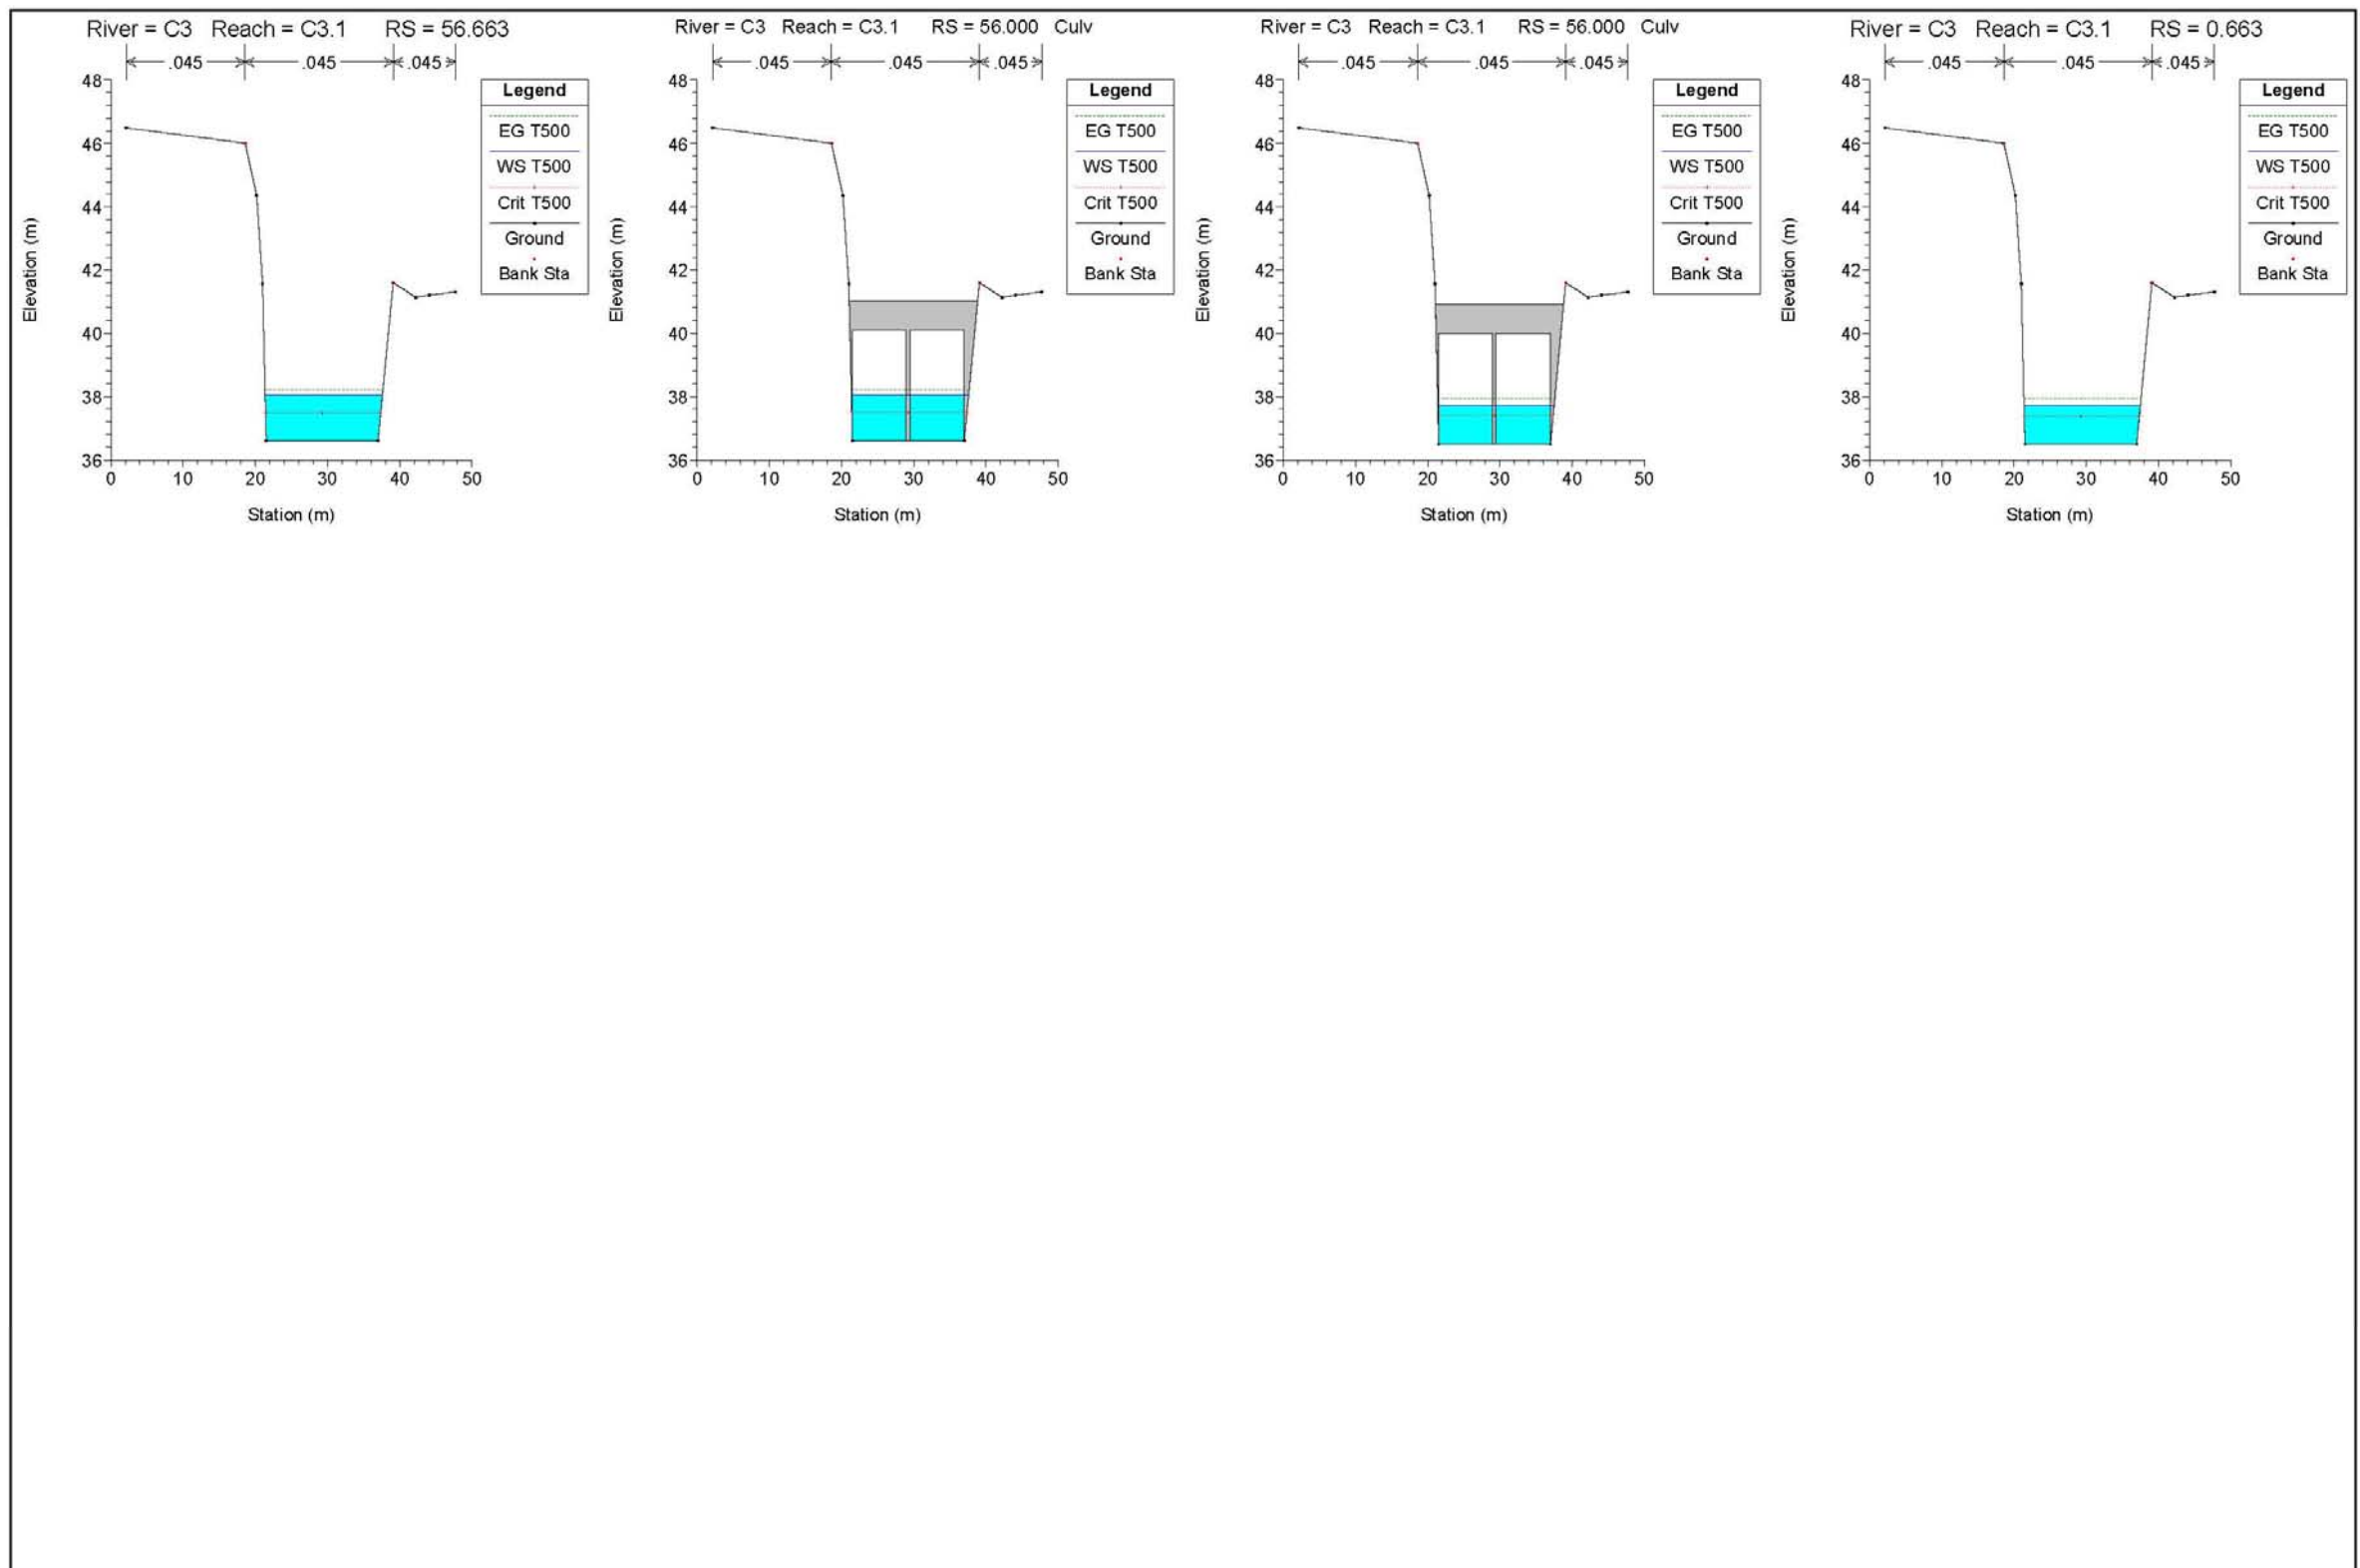 River = C3 Reach = C3.1 RS = 56.663
.045 .045 .045
48
46
44
42
40
38
36
0 10 20 30 40 50
Elevation (m)
Station (m)
Legend
EG T500
WS T500
Crit T500
Ground
Bank Sta
River = C3 Reach = C3.1 RS = 56.000 Culv
.045 .045 .045
48
46
44
42
40
38
36
0 10 20 30 40 50
Elevation (m)
Station (m)
Legend
EG T500
WS T500
Crit T500
Ground
Bank Sta
River = C3 Reach = C3.1 RS = 56.000 Culv
.045 .045 .045
48
46
44
42
40
38
36
0 10 20 30 40 50
Elevation (m)
Station (m)
Legend
EG T500
WS T500
Crit T500
Ground
Bank Sta
River = C3 Reach = C3.1 RS = 0.663
.045 .045 .045
48
46
44
42
40
38
36
0 10 20 30 40 50
Elevation (m)
Station (m)
Legend
EG T500
WS T500
Crit T500
Ground
Bank Sta